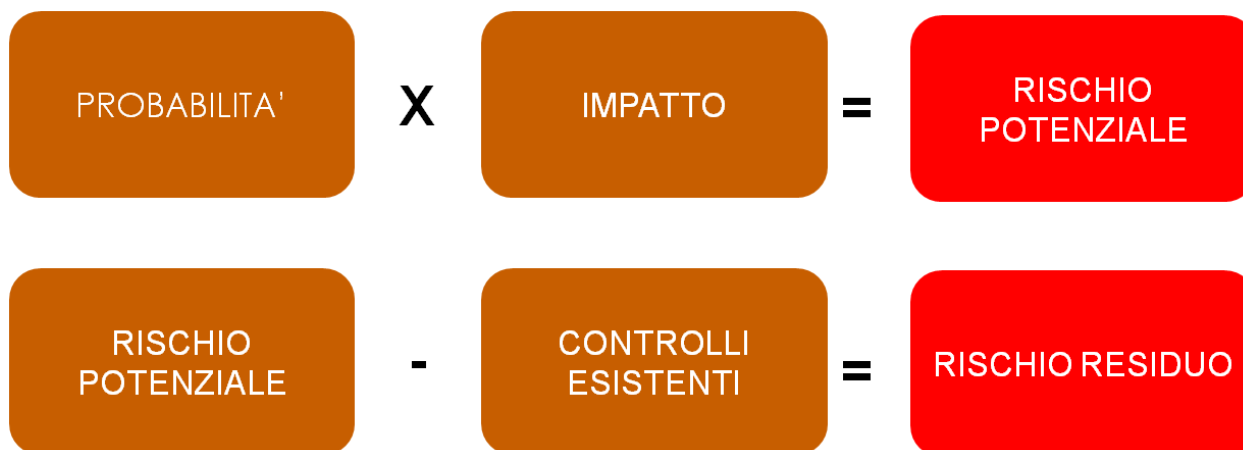 PROBABILITA'
X
IMPATTO
=
RISCHIO
POTENZIALE
RISCHIO
POTENZIALE
-
CONTROLLI
ESISTENTI
=
RISCHIO RESIDUO